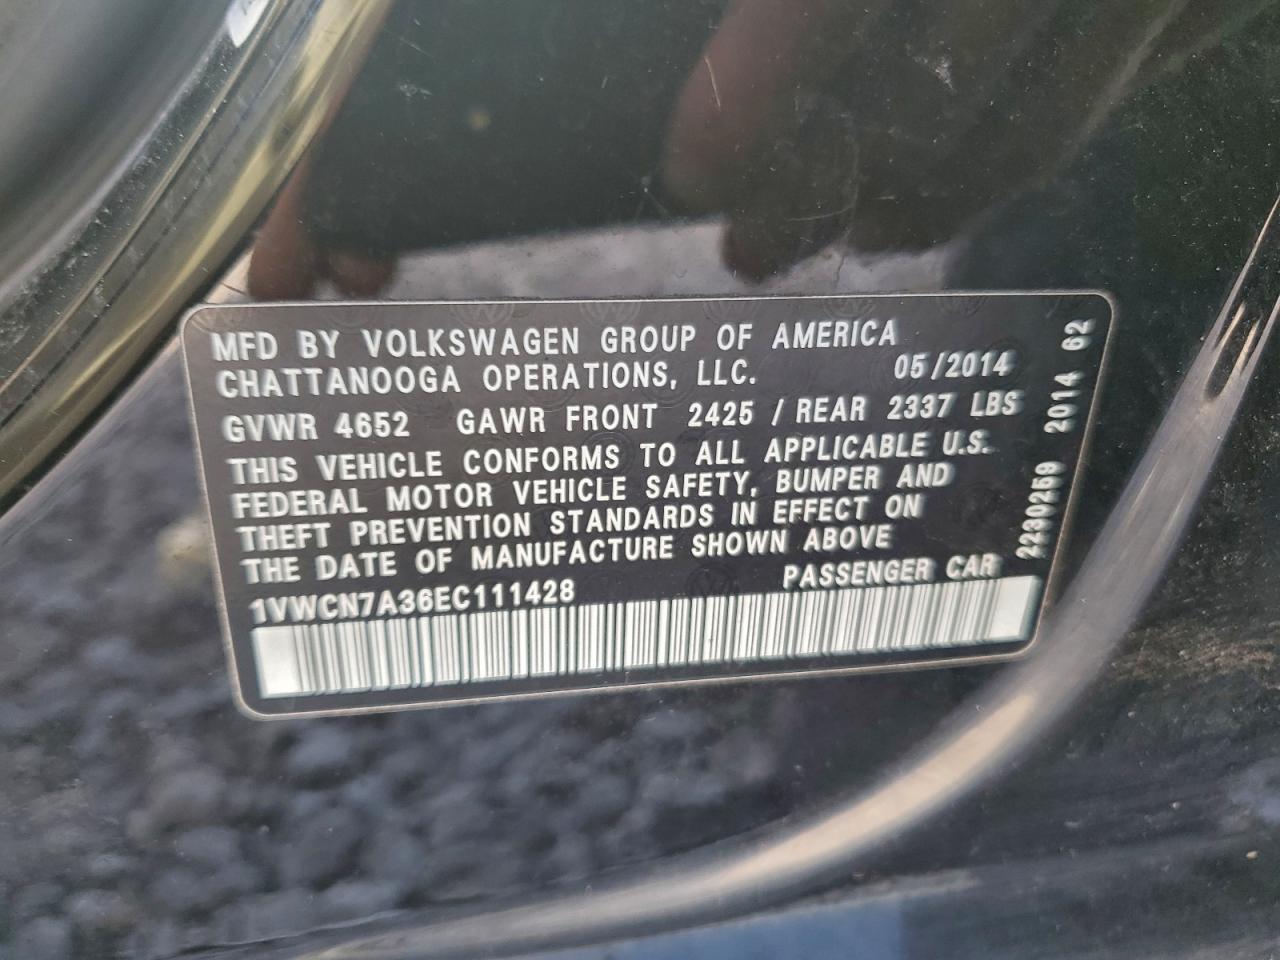 MFD BY VOLKSWAGEN GROUP OF AMERICA
CHATTANOOGA OPERATIONS, LLC. 05/2014
GVWR 4652 GAWR FRONT 2425 / REAR 2337 LBS
THIS VEHICLE CONFORMS TO ALL APPLICABLE U.S.
FEDERAL MOTOR VEHICLE SAFETY, BUMPER AND
THEFT PREVENTION STANDARDS IN EFFECT ON
THE DATE OF MANUFACTURE SHOWN ABOVE
1VWCN7A36EC111428 PASSENGER CAR
2230259 2014 62